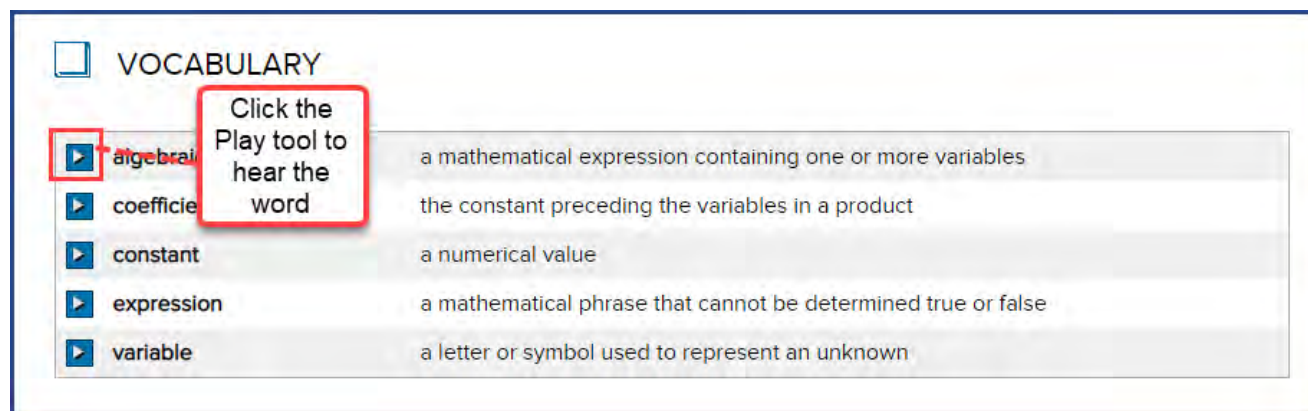 VOCABULARY
Click the
Play tool to
hear the
word
a mathematical expression containing one or more variables
the constant preceding the variables in a product
constant a numerical value
expression a mathematical phrase that cannot be determined true or false
variable a letter or symbol used to represent an unknown